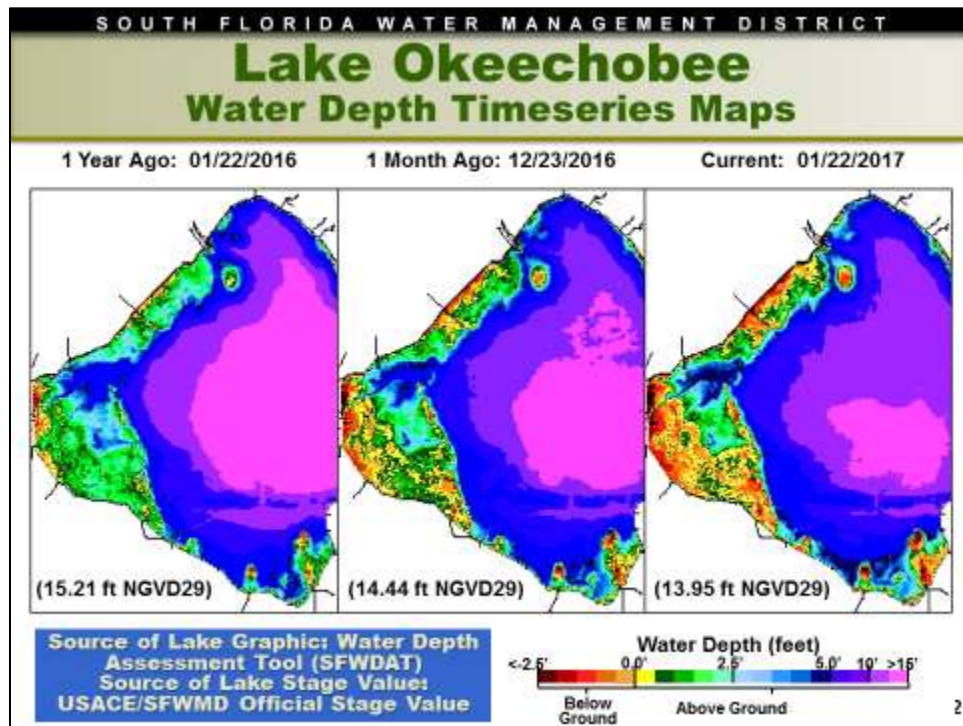 SOUTH FLORIDA WATER MANAGEMENT DISTRICT
Lake Okeechobee
Water Depth Timeseries Maps
1 Year Ago: 01/22/2016
1 Month Ago: 12/23/2016
Current: 01/22/2017
(15.21 ft NGVD29)
(14.44 ft NGVD29)
(13.95 ft NGVD29)
Source of Lake Graphic: Water Depth
Assessment Tool (SFWDAT)
Source of Lake Stage Value:
USACE/SFWMD Official Stage Value
Water Depth (feet)
<-2.5' 0.0' 2.5' 5.0' 10' >15'
Below
Ground
Above Ground
2